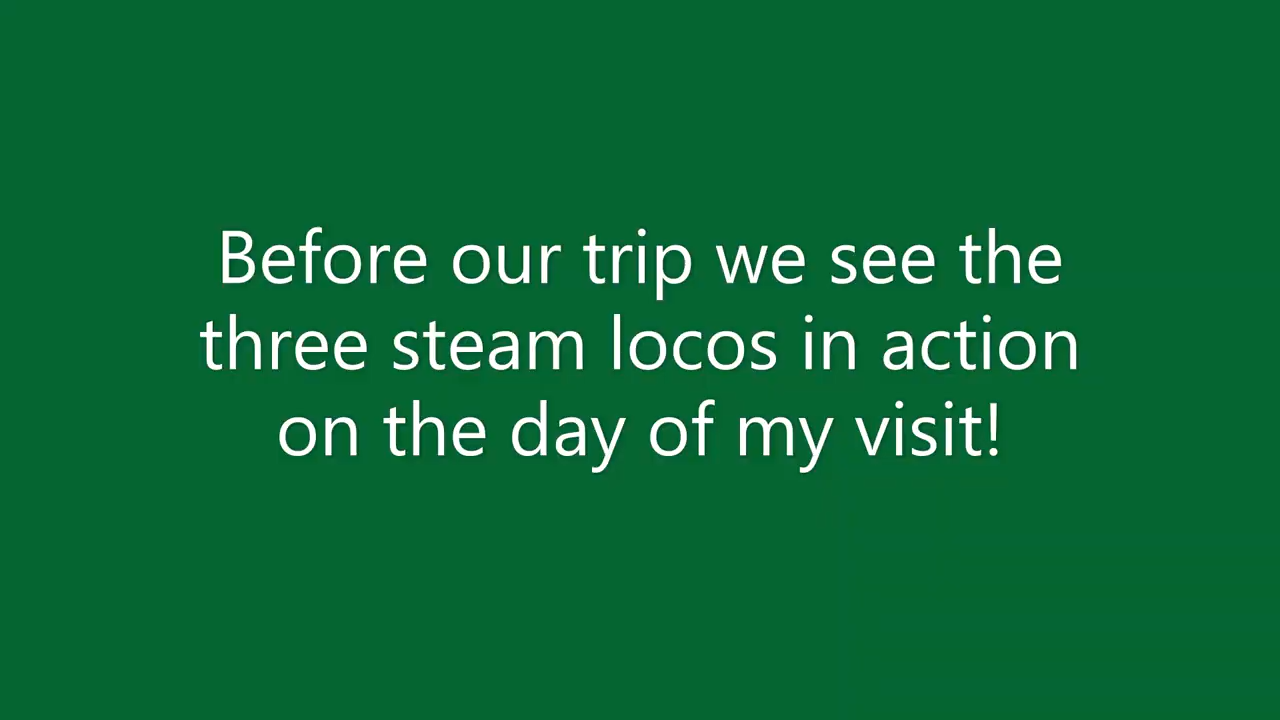 Before our trip we see the
three steam locos in action
on the day of my visit!